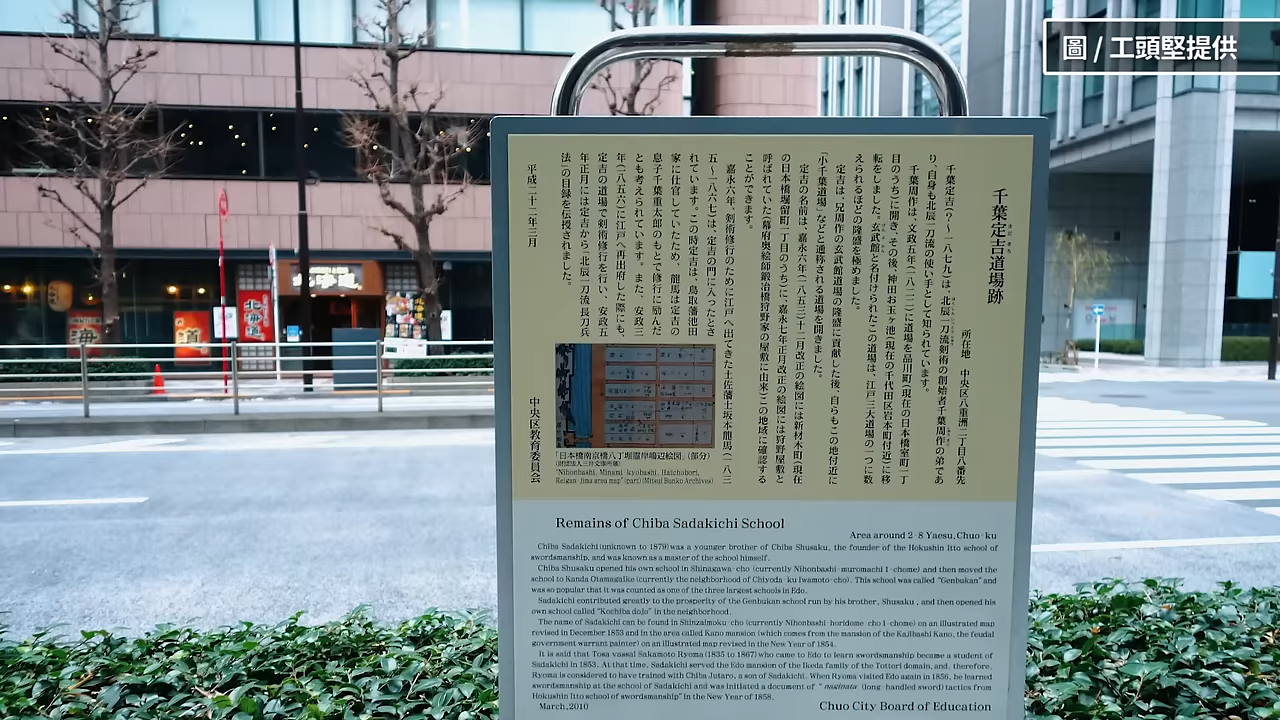 圖 / 工頭堅提供
千葉定吉道場跡
所在地 中央区八重洲二丁目八番先
千葉定吉(?~一八七九)は、北辰一刀流剣術の創始者千葉周作の弟であ
り、自身も北辰一刀流の使い手として知られています。
千葉周作は、文政五年(一八二二)に道場を品川町(現在の日本橋室町一丁
目のうち)に開き、その後、神田お玉ヶ池(現在の千代田区岩本町付近)に移
転をしました。玄武館と名付けられたこの道場は、江戸三大道場の一つに数
えられるほどの隆盛を極めました。
定吉は、兄周作の玄武館道場の隆盛に貢献した後、自らもこの地付近に
「小千葉道場」などと通称される道場を開きました。
定吉の名前は、嘉永六年(一八五三)十二月改正の絵図には新材木町(現在
の日本橋堀留町一丁目のうち)に、嘉永七年正月改正の絵図には狩野屋敷と
呼ばれていた(幕府奥絵師鍛冶橋狩野家の屋敷に由来)この地域に確認する
ことができます。
嘉永六年、剣術修行のために江戸へ出てきた土佐藩士坂本龍馬(一八三
五~一八六七)は、定吉の門に入ったとさ
れています。この時定吉は、鳥取藩池田
家に仕官していたため、龍馬は定吉の
息子千葉重太郎のもとで修行に励んだ
とも考えられています。また、安政三
年(一八五六)に江戸へ再出府した際にも、
定吉の道場で剣術修行を行い、安政五
年正月には定吉から「北辰一刀流長刀兵
法」の目録を伝授されました。
平成二十二年三月
中央区教育委員会
「日本橋南京橋八丁堀霊岸嶋辺絵図」(部分)
(財団法人三井文庫所蔵)
"Nihonbashi, Minami-kyobashi, Hatchobori,
Reigan-jima area map" (part) (Mitsui Bunko Archives)
Remains of Chiba Sadakichi School
Area around 2-8 Yaesu, Chuo-ku
Chiba Sadakichi (unknown to 1879) was a younger brother of Chiba Shusaku, the founder of the Hokushin Itto school of
swordsmanship, and was known as a master of the school himself.
Chiba Shusaku opened his own school in Shinagawa-cho (currently Nihonbashi-muromachi 1-chome) and then moved the
school to Kanda Otamagaike (currently the neighborhood of Chiyoda-ku Iwamoto-cho). This school was called "Genbukan" and
was so popular that it was counted as one of the three largest schools in Edo.
Sadakichi contributed greatly to the prosperity of the Genbukan school run by his brother, Shusaku, and then opened his
own school called "Kochiba dojo" in the neighborhood.
The name of Sadakichi can be found in Shinzaimoku-cho (currently Nihonbashi-horidome-cho 1-chome) on an illustrated map
revised in December 1853 and in the area called Kano mansion (which comes from the mansion of the Kajibashi Kano, the feudal
government warrant painter) on an illustrated map revised in the New Year of 1854.
It is said that Tosa vassal Sakamoto Ryoma (1835 to 1867) who came to Edo to learn swordsmanship became a student of
Sadakichi in 1853. At that time, Sadakichi served the Edo mansion of the Ikeda family of the Tottori domain, and, therefore,
Ryoma is considered to have trained with Chiba Jutaro, a son of Sadakichi. When Ryoma visited Edo again in 1856, he learned
swordsmanship at the school of Sadakichi and was initiated a document of "naginata (long-handled sword) tactics from
Hokushin Itto school of swordsmanship" in the New Year of 1858.
March, 2010
Chuo City Board of Education
北海道
北海道
海
道